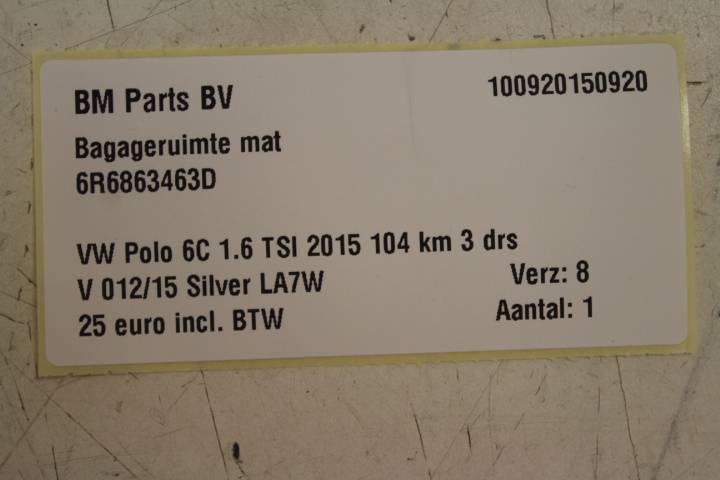 BM Parts BV 100920150920
Bagageruimte mat
6R6863463D
VW Polo 6C 1.6 TSI 2015 104 km 3 drs
V 012/15 Silver LA7W Verz: 8
25 euro incl. BTW Aantal: 1